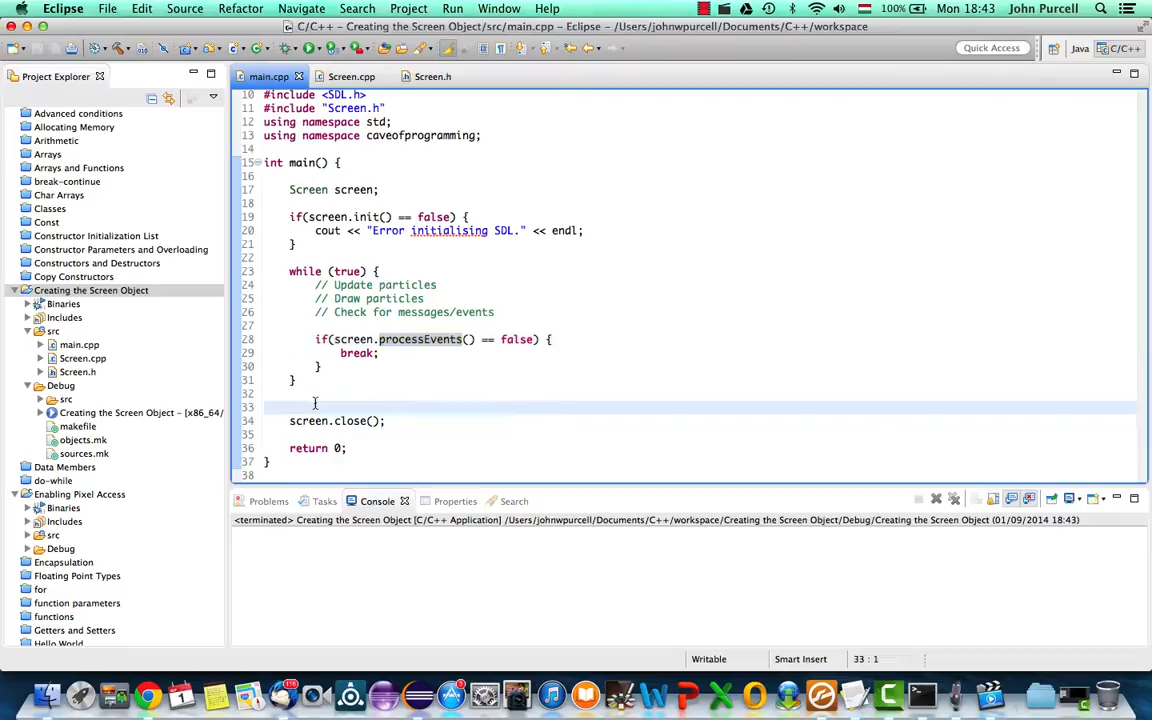 Eclipse File Edit Source Refactor Navigate Search Project Run Window Help 100% Mon 18:43 John Purcell
C/C++ - Creating the Screen Object/src/main.cpp - Eclipse - /Users/johnwpurcell/Documents/C++/workspace
Quick Access Java C/C++
Project Explorer
Advanced conditions
Allocating Memory
Arithmetic
Arrays
Arrays and Functions
break-continue
Char Arrays
Classes
Const
Constructor Initialization List
Constructor Parameters and Overloading
Constructors and Destructors
Copy Constructors
Creating the Screen Object
Binaries
Includes
src
main.cpp
Screen.cpp
Screen.h
Debug
src
Creating the Screen Object - [x86_64/
makefile
objects.mk
sources.mk
Data Members
do-while
Enabling Pixel Access
Binaries
Includes
src
Debug
Encapsulation
Floating Point Types
for
function parameters
functions
Getters and Setters
Hello World
main.cpp Screen.cpp Screen.h
10 #include <SDL.h>
11 #include "Screen.h"
12 using namespace std;
13 using namespace caveofprogramming;
14
15 int main() {
16
17 Screen screen;
18
19 if(screen.init() == false) {
20 cout << "Error initialising SDL." << endl;
21 }
22
23 while (true) {
24 // Update particles
25 // Draw particles
26 // Check for messages/events
27
28 if(screen.processEvents() == false) {
29 break;
30 }
31 }
32
33
34 screen.close();
35
36 return 0;
37 }
38
Problems Tasks Console Properties Search
<terminated> Creating the Screen Object [C/C++ Application] /Users/johnwpurcell/Documents/C++/workspace/Creating the Screen Object/Debug/Creating the Screen Object (01/09/2014 18:43)
Writable Smart Insert 33 : 1